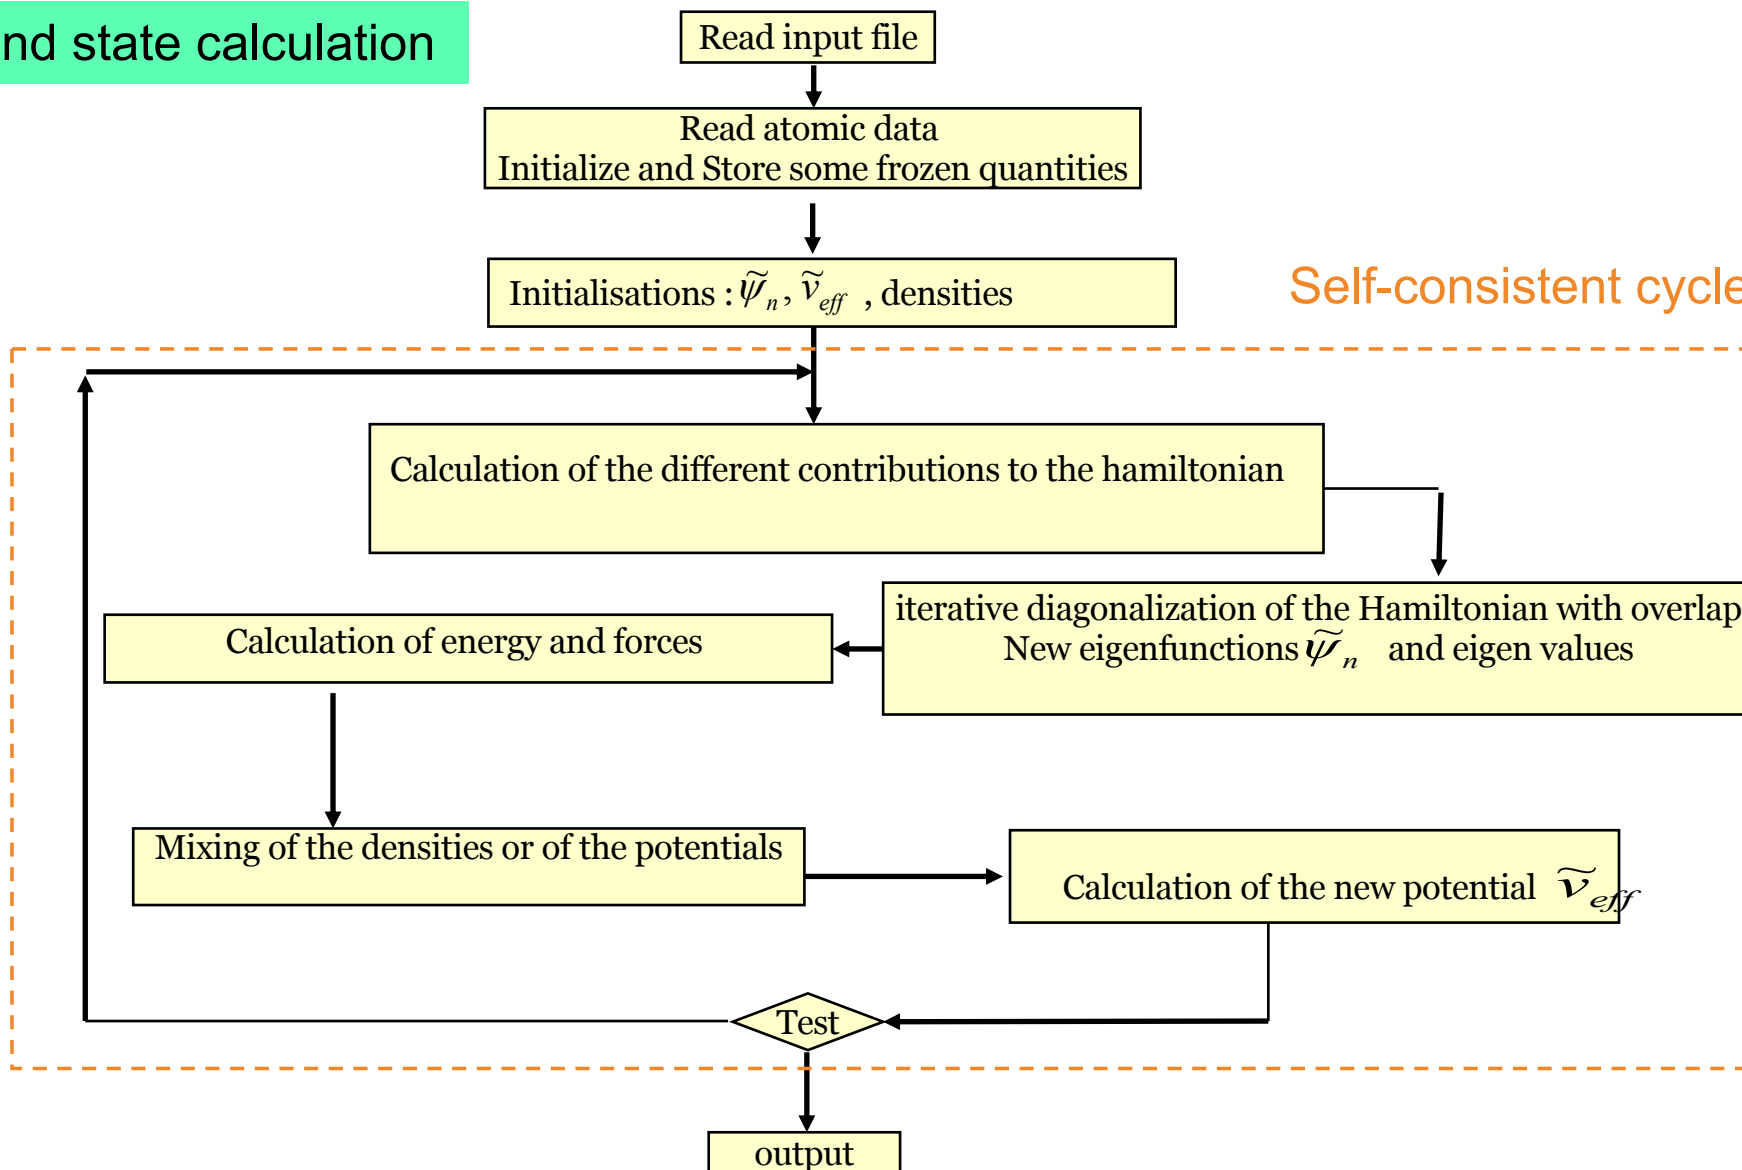 nd state calculation
Read input file
Read atomic data
Initialize and Store some frozen quantities
Initialisations : ψ̃ₙ, ṽ_eff , densities
Self-consistent cycle
Calculation of the different contributions to the hamiltonian
iterative diagonalization of the Hamiltonian with overlap
New eigenfunctions ψ̃ₙ and eigen values
Calculation of energy and forces
Mixing of the densities or of the potentials
Calculation of the new potential ṽ_eff
Test
output